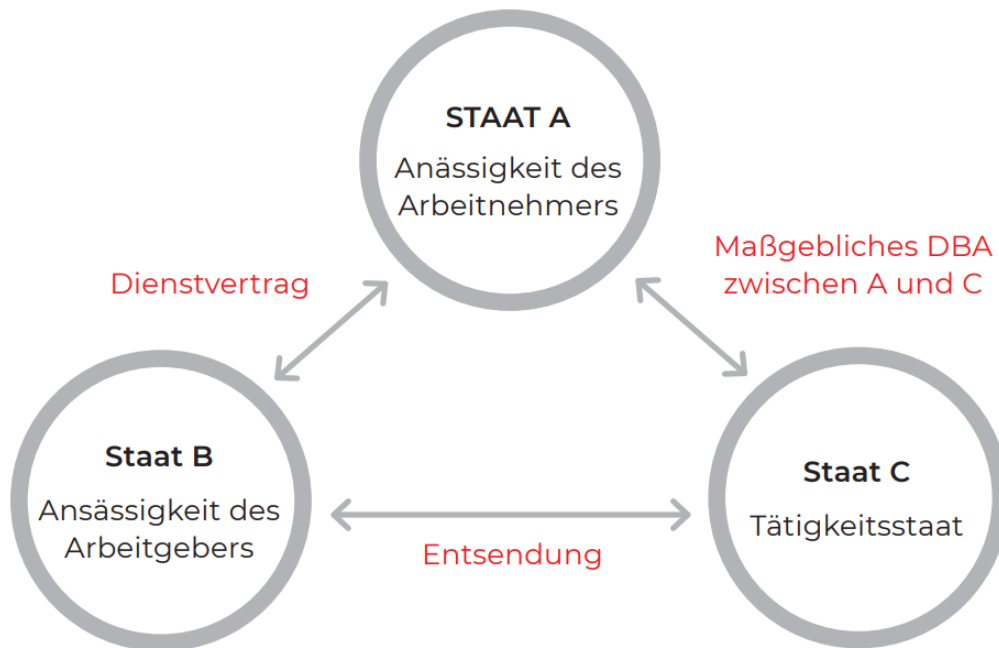 STAAT A
Anässigkeit des
Arbeitnehmers
Dienstvertrag
Maßgebliches DBA
zwischen A und C
Staat B
Ansässigkeit des
Arbeitgebers
Staat C
Tätigkeitsstaat
Entsendung